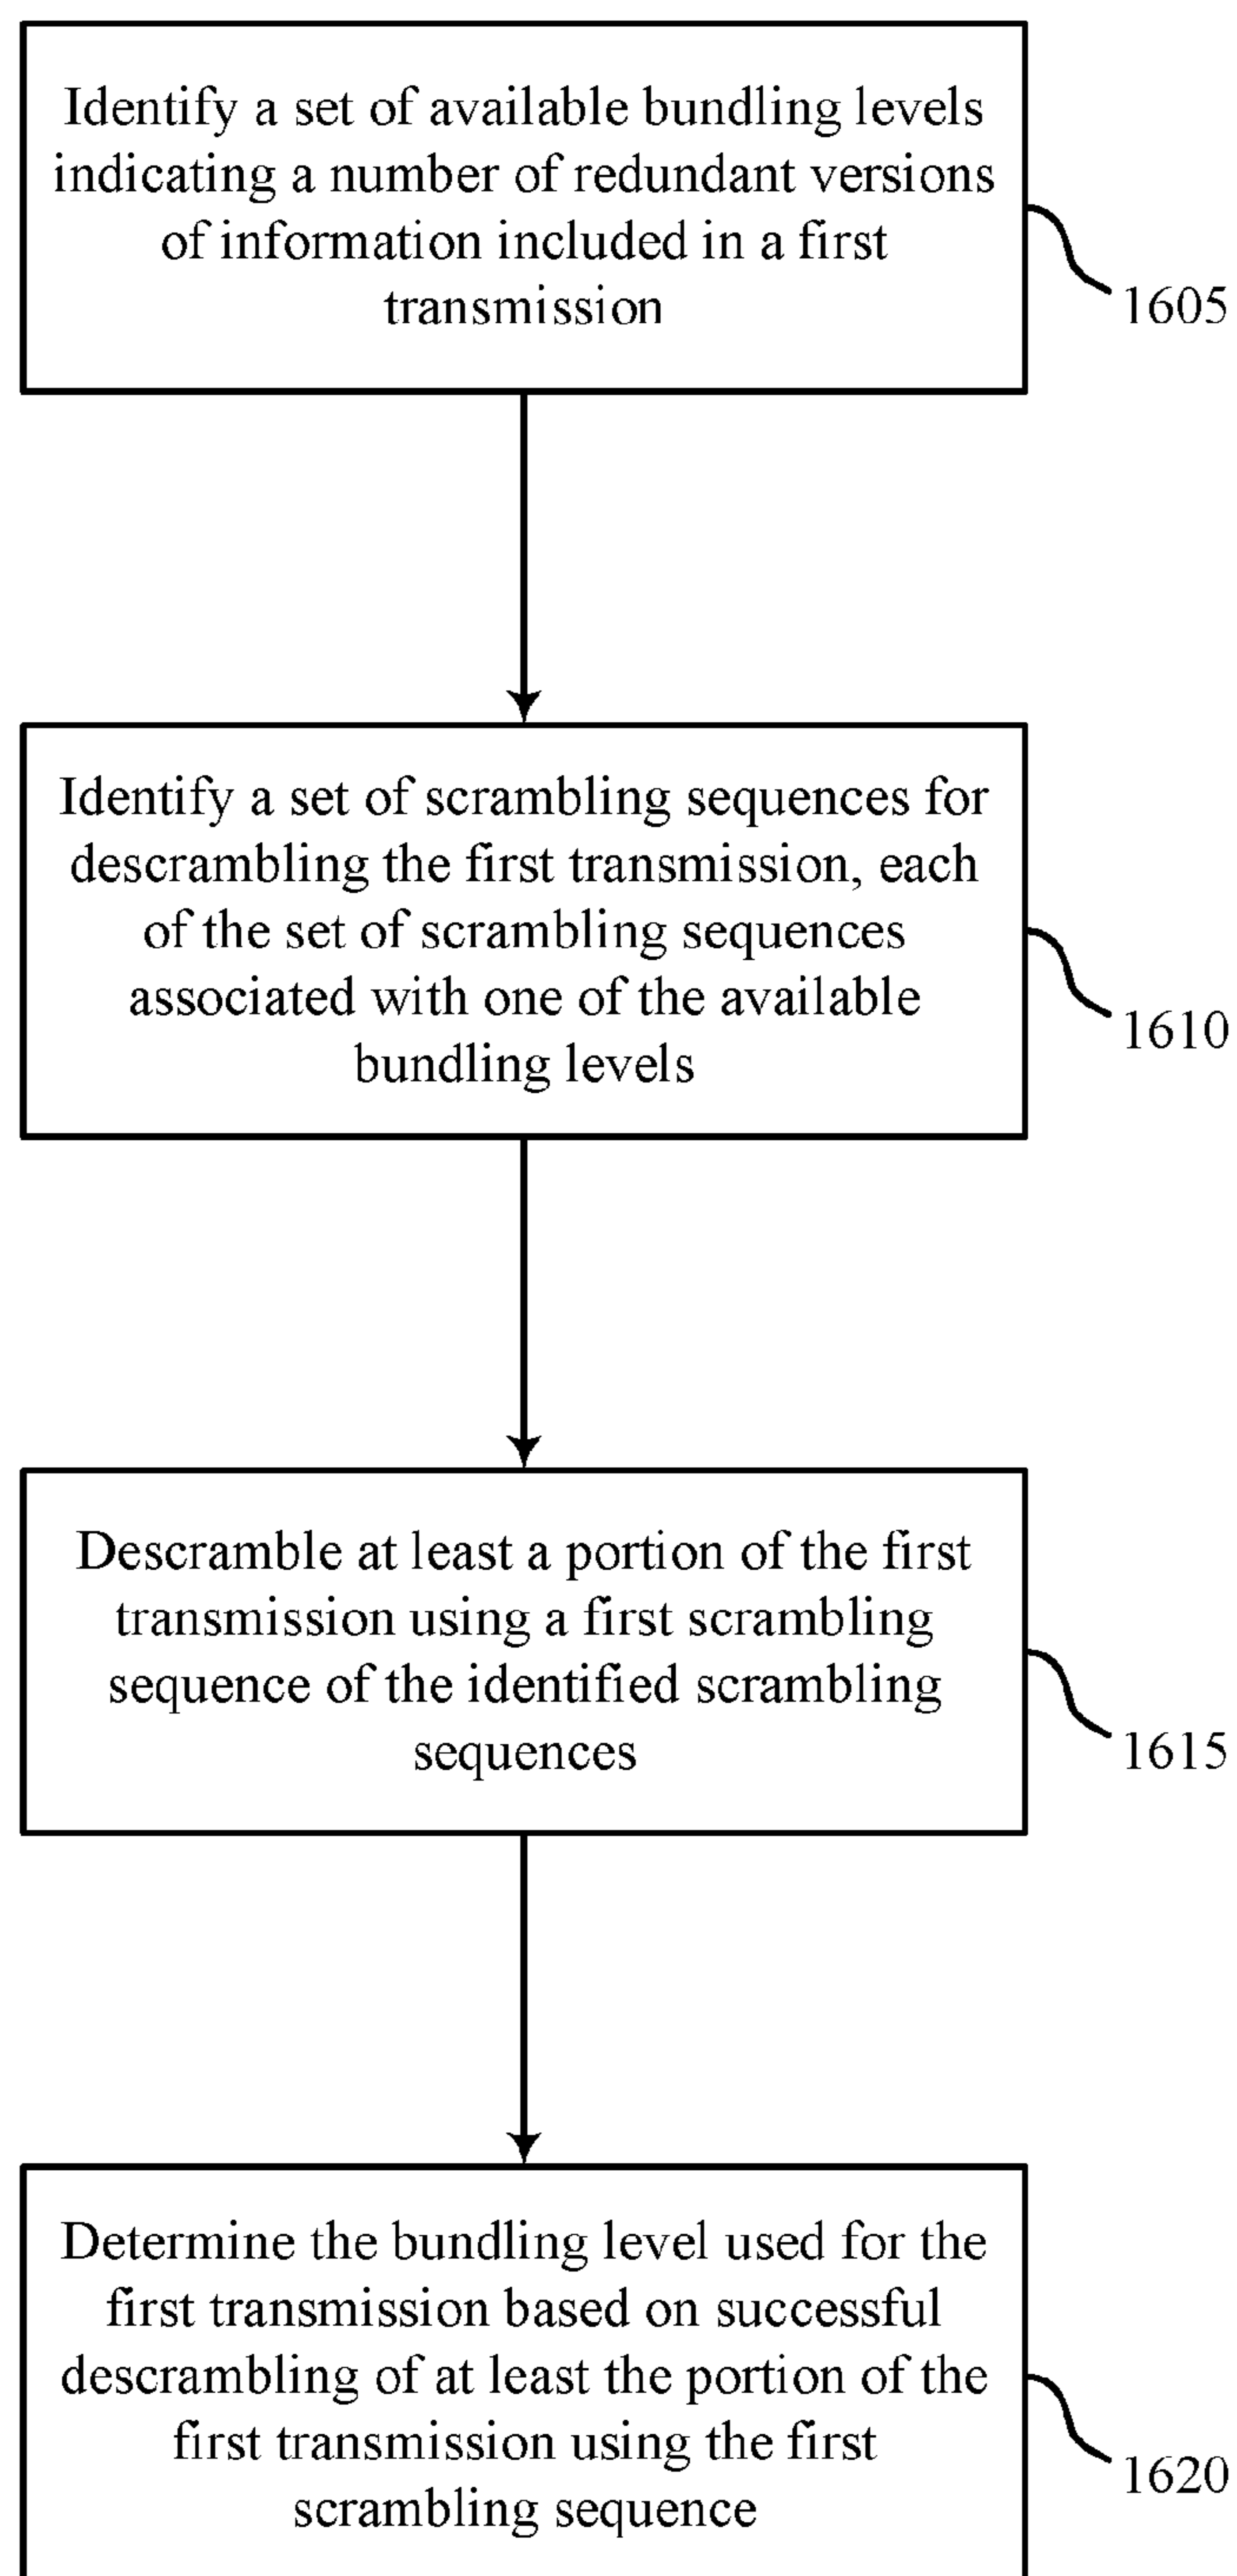 Identify a set of available bundling levels
indicating a number of redundant versions
of information included in a first
transmission
1605
Identify a set of scrambling sequences for
descrambling the first transmission, each
of the set of scrambling sequences
associated with one of the available
bundling levels
1610
Descramble at least a portion of the first
transmission using a first scrambling
sequence of the identified scrambling
sequences
1615
Determine the bundling level used for the
first transmission based on successful
descrambling of at least the portion of the
first transmission using the first
scrambling sequence
1620